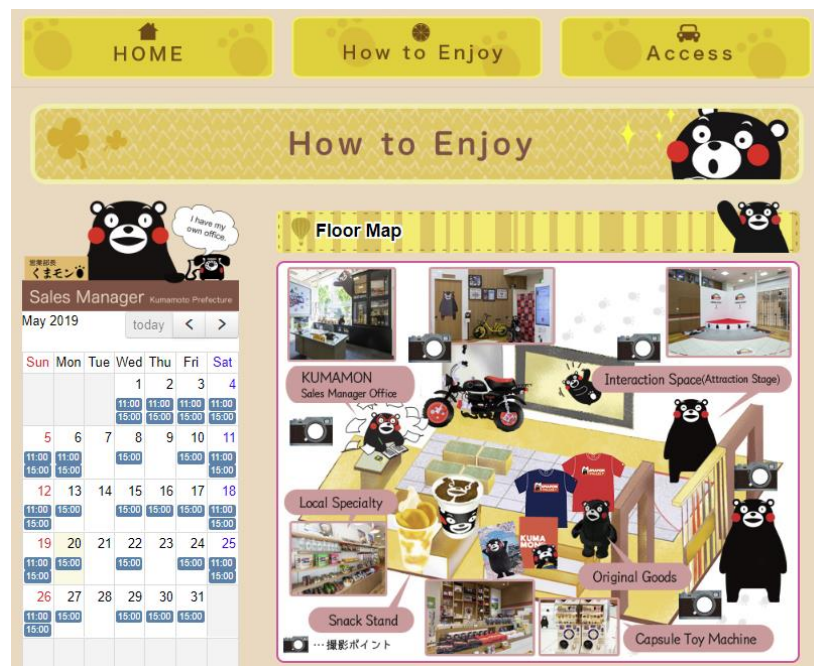 HOME
How to Enjoy
Access
How to Enjoy
I have my
own office.
営業部長
くまモン
Sales Manager Kumamoto Prefecture
May 2019 today < >
Sun Mon Tue Wed Thu Fri Sat
1 2 3 4
11:00 11:00 11:00 11:00
15:00 15:00 15:00 15:00
5 6 7 8 9 10 11
11:00 11:00 15:00 15:00 11:00
15:00 15:00 15:00
12 13 14 15 16 17 18
11:00 15:00 15:00 15:00 15:00 11:00
15:00 15:00
19 20 21 22 23 24 25
11:00 15:00 15:00 15:00 11:00
15:00 15:00
26 27 28 29 30 31
11:00 15:00 15:00 15:00 15:00
15:00
Floor Map
KUMAMON
Sales Manager Office
Interaction Space(Attraction Stage)
Local Specialty
KUMA
MON
Original Goods
Snack Stand
Capsule Toy Machine
…撮影ポイント